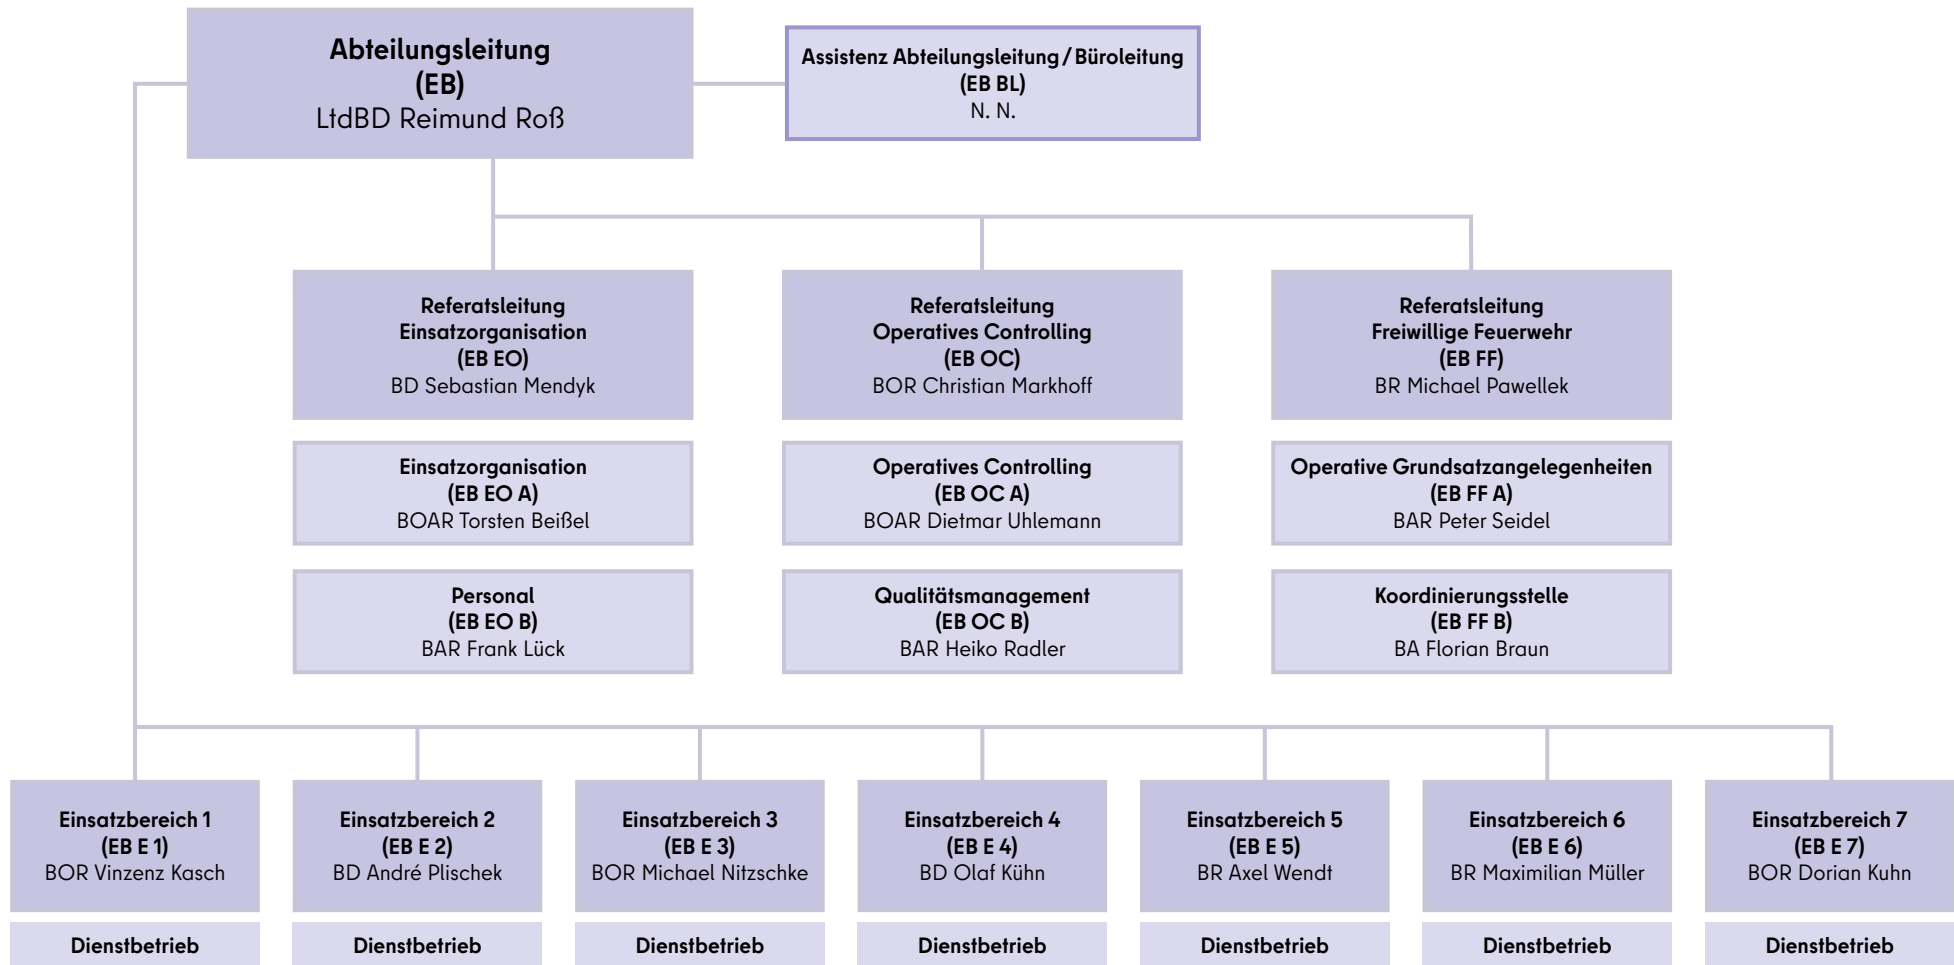 Abteilungsleitung
(EB)
LtdBD Reimund Roß
Assistenz Abteilungsleitung / Büroleitung
(EB BL)
N. N.
Referatsleitung
Einsatzorganisation
(EB EO)
BD Sebastian Mendyk
Referatsleitung
Operatives Controlling
(EB OC)
BOR Christian Markhoff
Referatsleitung
Freiwillige Feuerwehr
(EB FF)
BR Michael Pawellek
Einsatzorganisation
(EB EO A)
BOAR Torsten Beißel
Operatives Controlling
(EB OC A)
BOAR Dietmar Uhlemann
Operative Grundsatzangelegenheiten
(EB FF A)
BAR Peter Seidel
Personal
(EB EO B)
BAR Frank Lück
Qualitätsmanagement
(EB OC B)
BAR Heiko Radler
Koordinierungsstelle
(EB FF B)
BA Florian Braun
Einsatzbereich 1
(EB E 1)
BOR Vinzenz Kasch
Einsatzbereich 2
(EB E 2)
BD André Plischek
Einsatzbereich 3
(EB E 3)
BOR Michael Nitzschke
Einsatzbereich 4
(EB E 4)
BD Olaf Kühn
Einsatzbereich 5
(EB E 5)
BR Axel Wendt
Einsatzbereich 6
(EB E 6)
BR Maximilian Müller
Einsatzbereich 7
(EB E 7)
BOR Dorian Kuhn
Dienstbetrieb
Dienstbetrieb
Dienstbetrieb
Dienstbetrieb
Dienstbetrieb
Dienstbetrieb
Dienstbetrieb